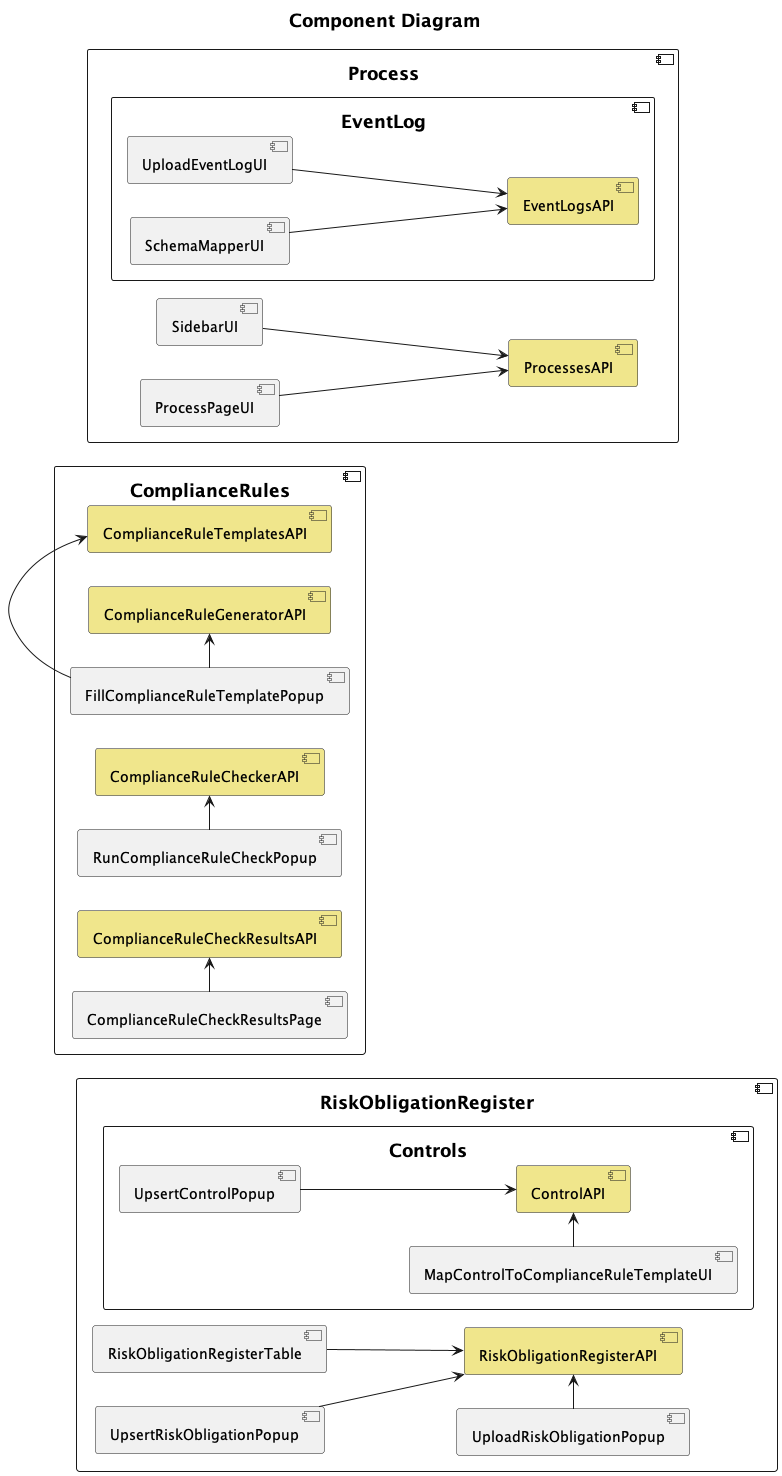 Component Diagram
Process
EventLog
UploadEventLogUI
EventLogsAPI
SchemaMapperUI
SidebarUI
ProcessesAPI
ProcessPageUI
ComplianceRules
ComplianceRuleTemplatesAPI
ComplianceRuleGeneratorAPI
FillComplianceRuleTemplatePopup
ComplianceRuleCheckerAPI
RunComplianceRuleCheckPopup
ComplianceRuleCheckResultsAPI
ComplianceRuleCheckResultsPage
RiskObligationRegister
Controls
UpsertControlPopup
ControlAPI
MapControlToComplianceRuleTemplateUI
RiskObligationRegisterTable
RiskObligationRegisterAPI
UpsertRiskObligationPopup
UploadRiskObligationPopup